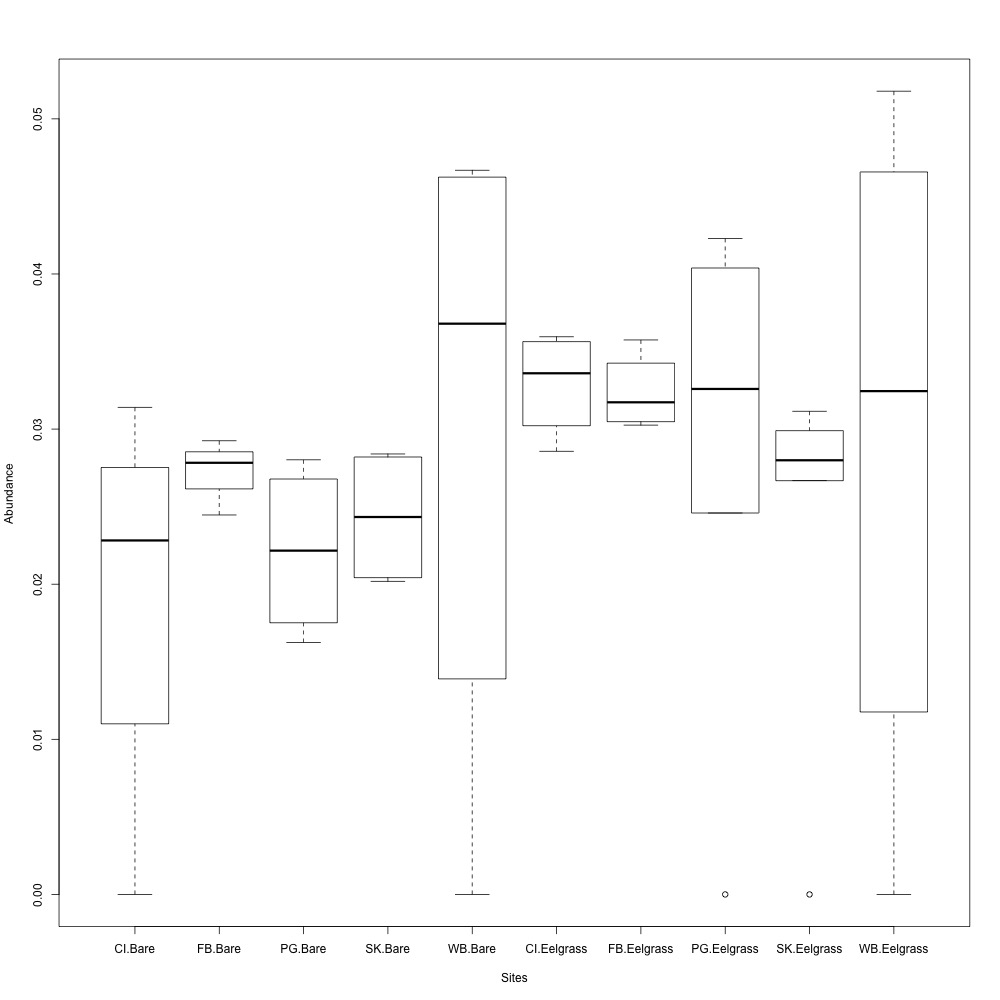 0.05
0.04
0.03
0.02
0.01
0.00
Abundance
CI.Bare FB.Bare PG.Bare SK.Bare WB.Bare CI.Eelgrass FB.Eelgrass PG.Eelgrass SK.Eelgrass WB.Eelgrass
Sites